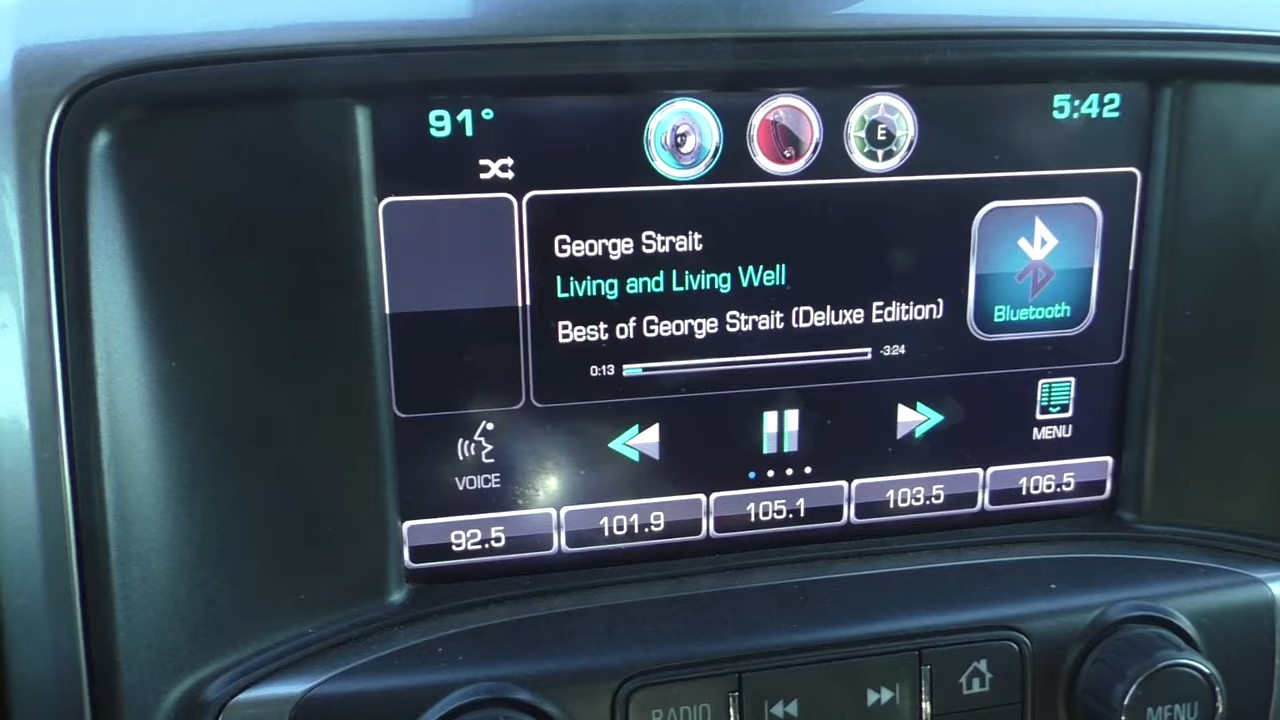 91°
5:42
E
George Strait
Living and Living Well
Best of George Strait (Deluxe Edition)
Bluetooth
0:13
-3:24
VOICE
MENU
92.5
101.9
105.1
103.5
106.5
RADIO
MENU